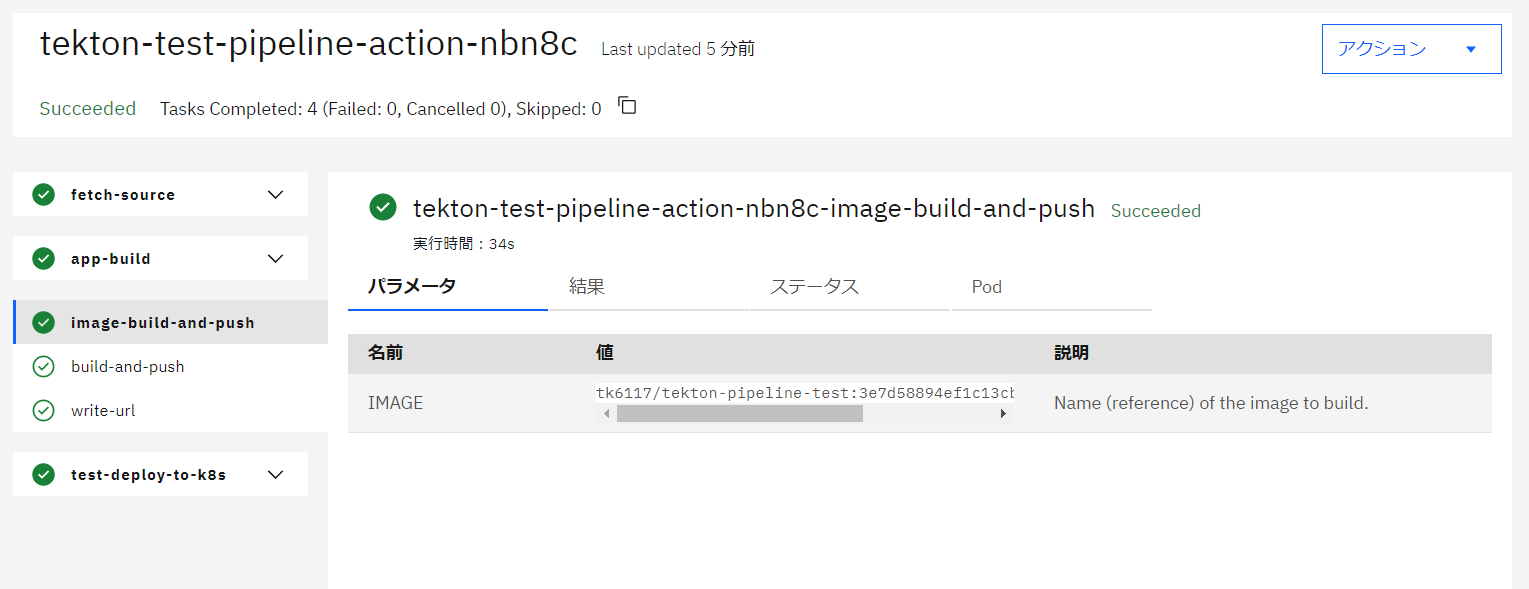 tekton-test-pipeline-action-nbn8c Last updated 5 分前
アクション
Succeeded Tasks Completed: 4 (Failed: 0, Cancelled 0), Skipped: 0
fetch-source
app-build
image-build-and-push
build-and-push
write-url
test-deploy-to-k8s
tekton-test-pipeline-action-nbn8c-image-build-and-push Succeeded
実行時間：34s
パラメータ 結果 ステータス Pod
名前 値 説明
IMAGE tk6117/tekton-pipeline-test:3e7d58894ef1c13cb Name (reference) of the image to build.